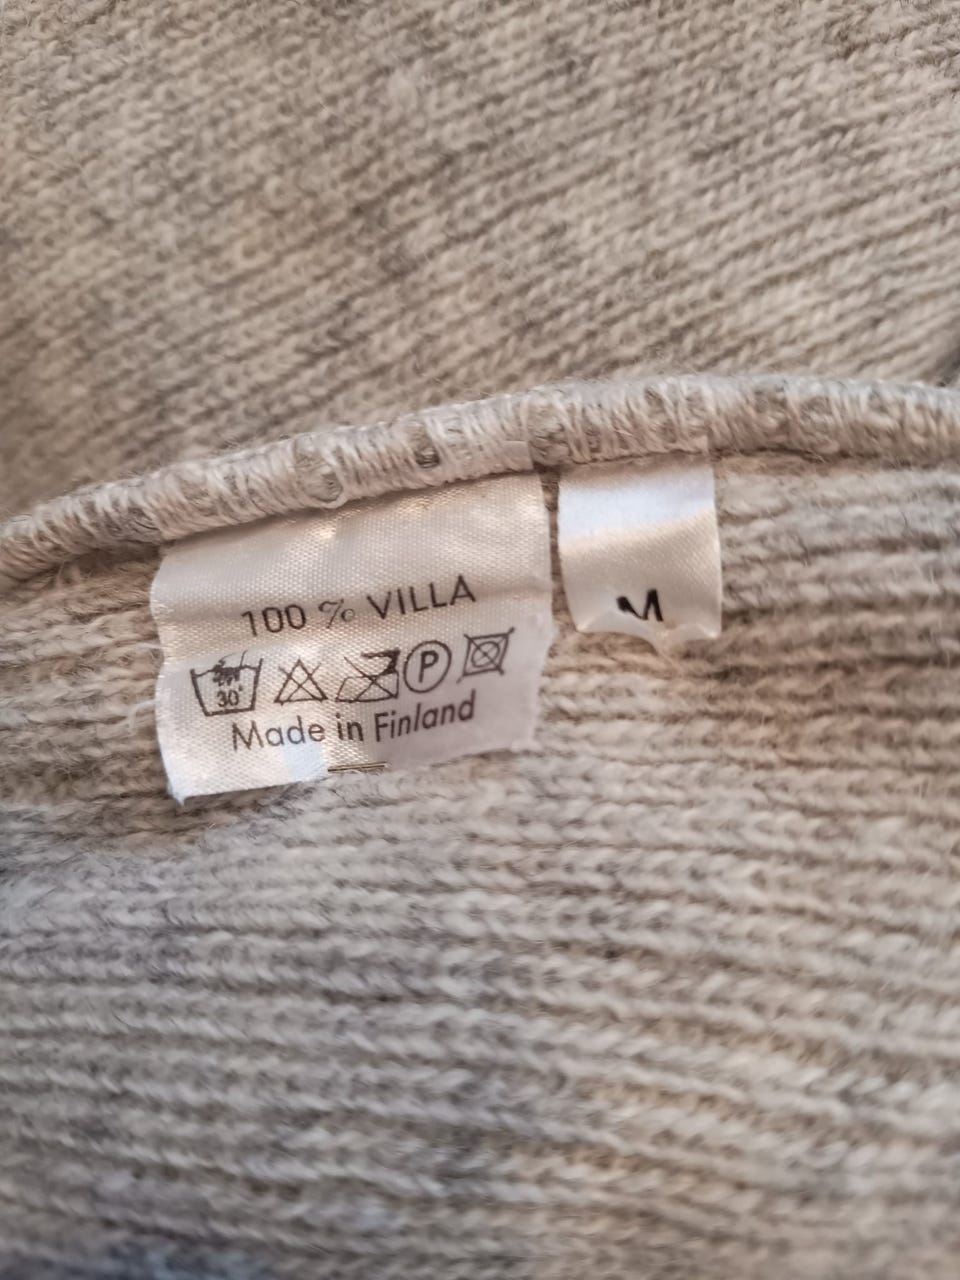 100 % VILLA
30°
P
Made in Finland
M